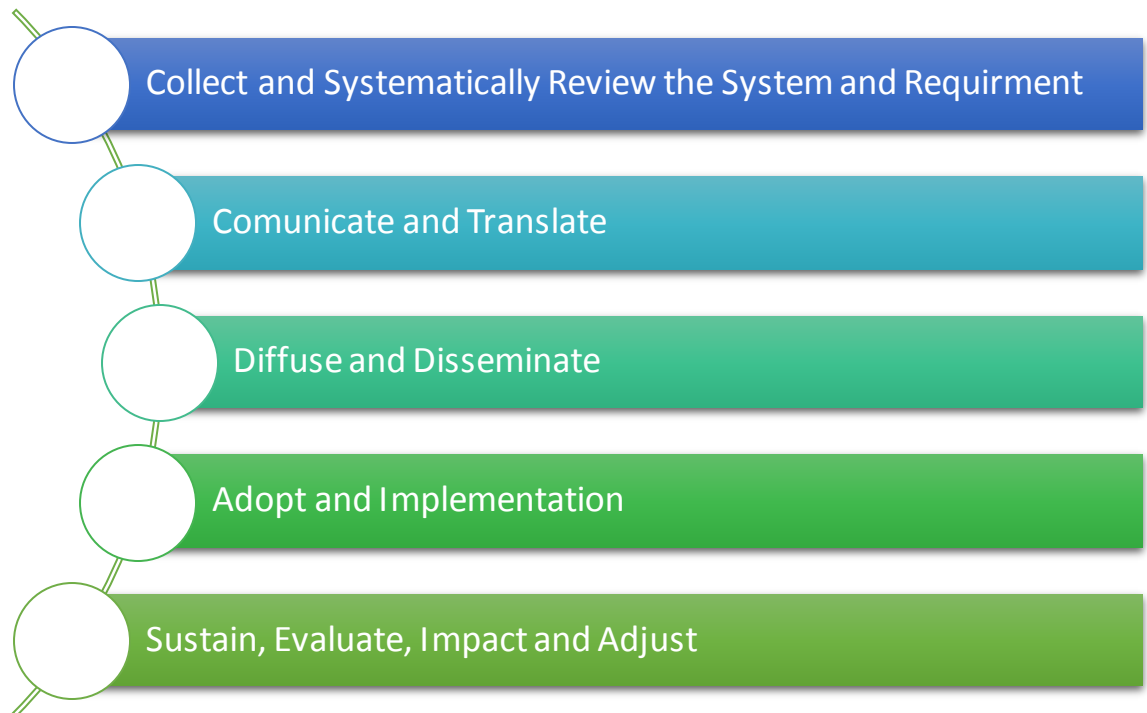 Collect and Systematically Review the System and Requirment
Comunicate and Translate
Diffuse and Disseminate
Adopt and Implementation
Sustain, Evaluate, Impact and Adjust